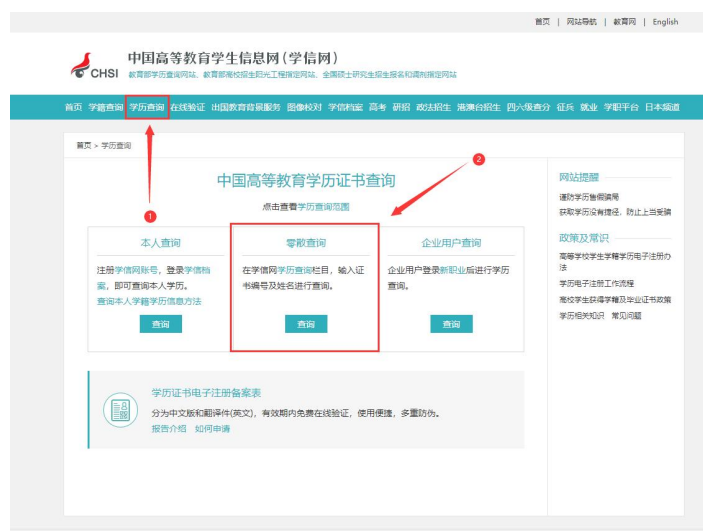 首页 | 网站导航 | 教育网 | English
中国高等教育学生信息网(学信网)
CHSI 教育部学历查询网站、教育部高校招生阳光工程指定网站、全国硕士研究生招生报名和调剂指定网站
首页 学籍查询 学历查询 在线验证 出国教育背景服务 图像校对 学信档案 高考 研招 政法招生 港澳台招生 四六级查分 征兵 就业 学职平台 日本频道
首页 > 学历查询
2
中国高等教育学历证书查询
点击查看学历查询范围
1
本人查询
注册学信网账号，登录学信档
案，即可查询本人学历。
查询本人学籍学历信息方法
查询
零散查询
在学信网学历查询栏目，输入证
书编号及姓名进行查询。
查询
企业用户查询
企业用户登录新职业后进行学历
查询。
查询
学历证书电子注册备案表
分为中文版和翻译件(英文)，有效期内免费在线验证，使用
便捷，多重防伪。
报告介绍 如何申请
网站提醒
谨防学历售假骗局
获取学历没有捷径、防止上当受骗
政策及常识
高等学校学生学籍学历电子注册办
法
学历电子注册工作流程
高校学生获得学籍及毕业证书政策
学历相关知识 常见问题